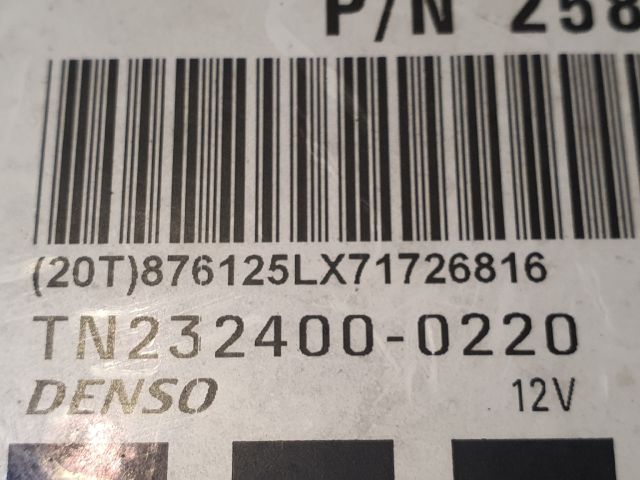 P/N 258
(20T)876125LX71726816
TN232400-0220
DENSO 12V